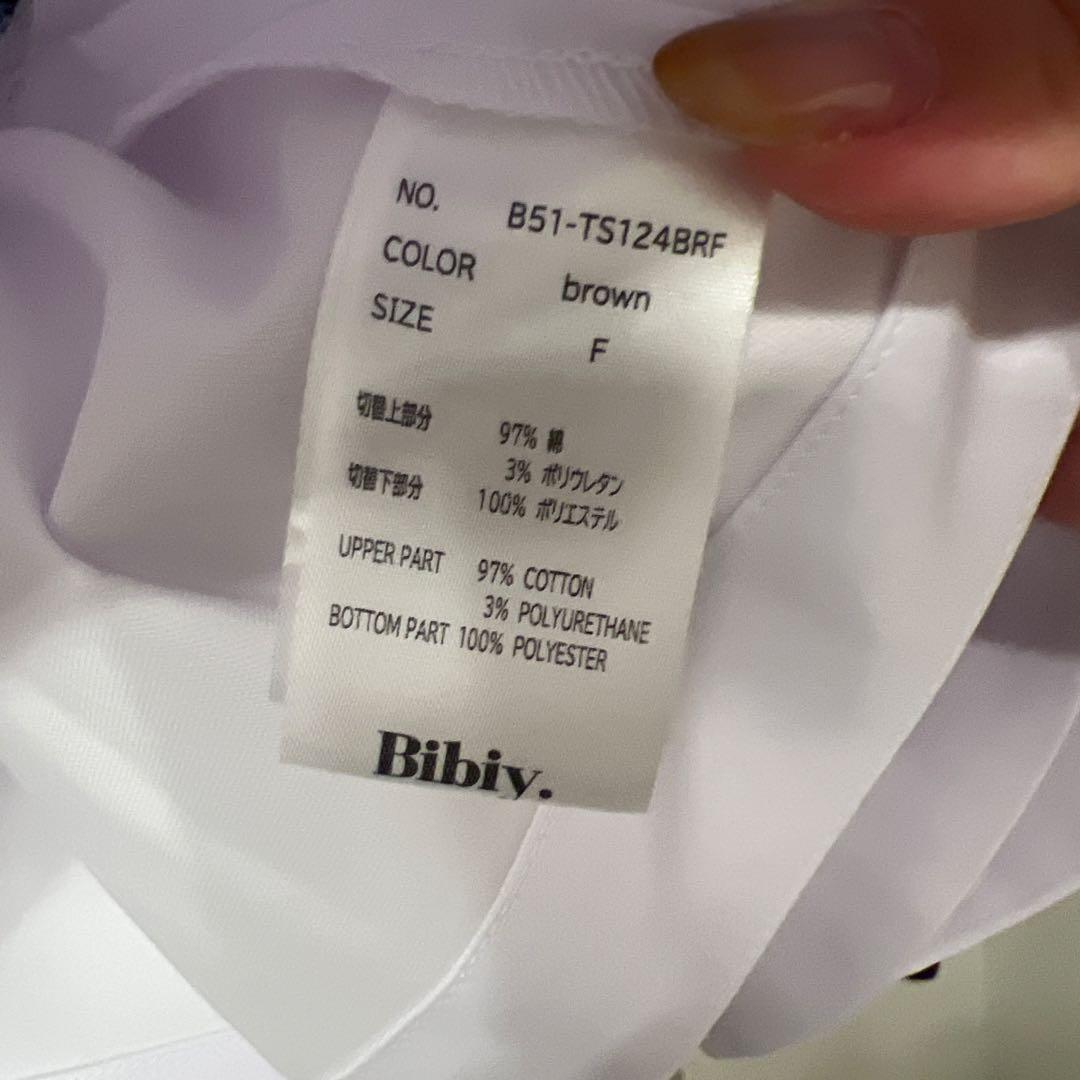 NO. B51-TS124BRF
COLOR brown
SIZE F
切替上部分 97% 綿
3% ポリウレタン
切替下部分 100% ポリエステル
UPPER PART 97% COTTON
3% POLYURETHANE
BOTTOM PART 100% POLYESTER
Bibiy.